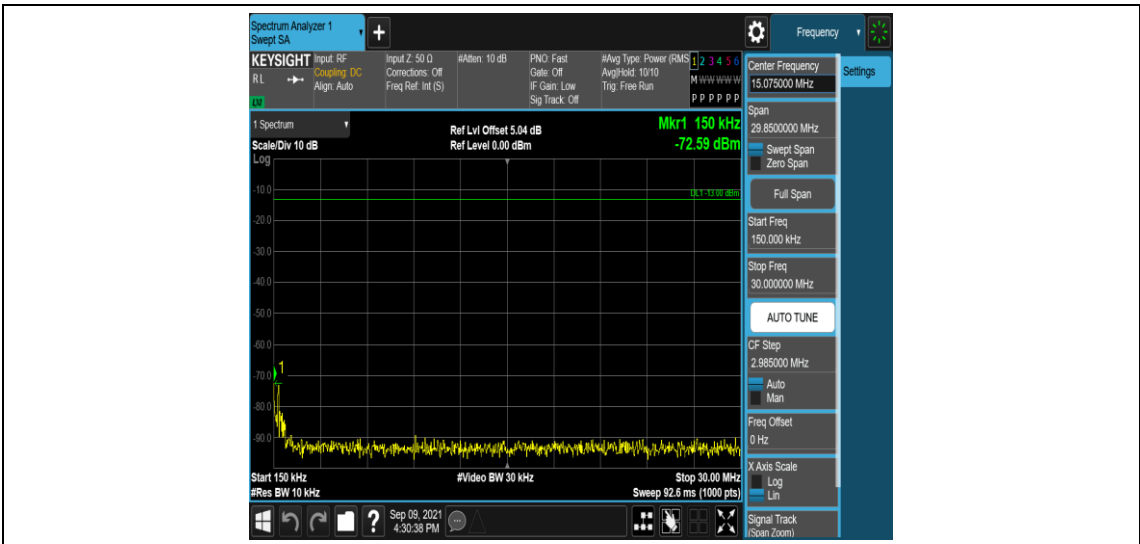 Spectrum Analyzer 1
Swept SA
+
Frequency
KEYSIGHT
RL
LXI
Input: RF
Coupling: DC
Align: Auto
Input Z: 50 Ω
Corrections: Off
Freq Ref: Int (S)
#Atten: 10 dB
PNO: Fast
Gate: Off
IF Gain: Low
Sig Track: Off
#Avg Type: Power (RMS
Avg|Hold: 10/10
Trig: Free Run
1 2 3 4 5 6
M W W W W W
P P P P P P
1 Spectrum
Scale/Div 10 dB
Log
Ref Lvl Offset 5.04 dB
Ref Level 0.00 dBm
Mkr1 150 kHz
-72.59 dBm
DL1 -13.00 dBm
-10.0
-20.0
-30.0
-40.0
-50.0
-60.0
-70.0
1
-80.0
-90.0
Start 150 kHz
#Video BW 30 kHz
Stop 30.00 MHz
#Res BW 10 kHz
Sweep 92.6 ms (1000 pts)
?
Sep 09, 2021
4:30:38 PM
Center Frequency
15.075000 MHz
Settings
Span
29.8500000 MHz
Swept Span
Zero Span
Full Span
Start Freq
150.000 kHz
Stop Freq
30.000000 MHz
AUTO TUNE
CF Step
2.985000 MHz
Auto
Man
Freq Offset
0 Hz
X Axis Scale
Log
Lin
Signal Track
(Span Zoom)